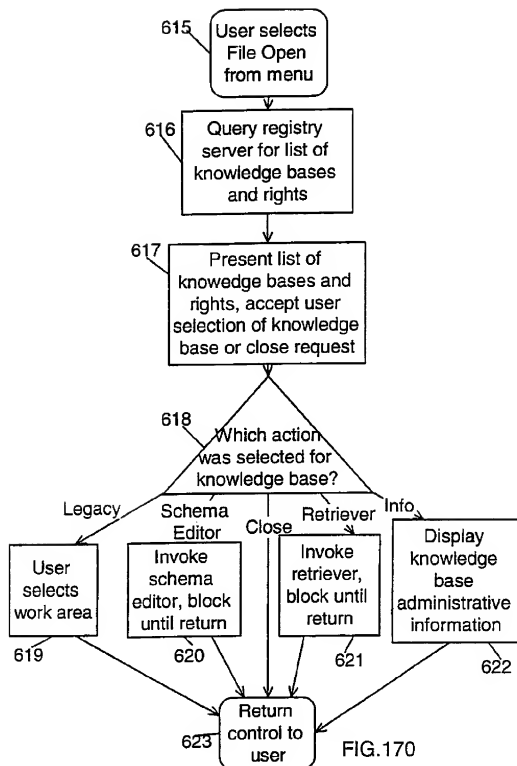 615
User selects
File Open
from menu
616
Query registry
server for list of
knowledge bases
and rights
617
Present list of
knowedge bases and
rights, accept user
selection of knowledge
base or close request
618
Which action
was selected for
knowledge base?
Legacy
Schema
Editor
Close
Retriever
Info
User
selects
work area
619
Invoke
schema
editor, block
until return
620
Invoke
retriever,
block until
return
621
Display
knowledge
base
administrative
information
622
Return
control to
user
623
FIG.170